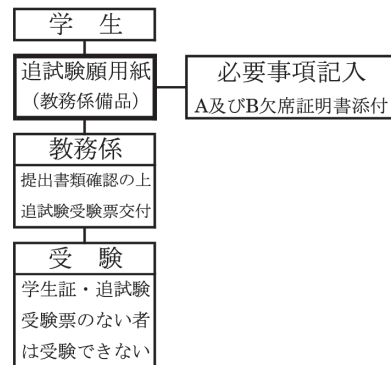 学生
追試験願用紙
（教務係備品）
必要事項記入
A及びB欠席証明書添付
教務係
提出書類確認の上
追試験受験票交付
受験
学生証・追試験
受験票のない者
は受験できない